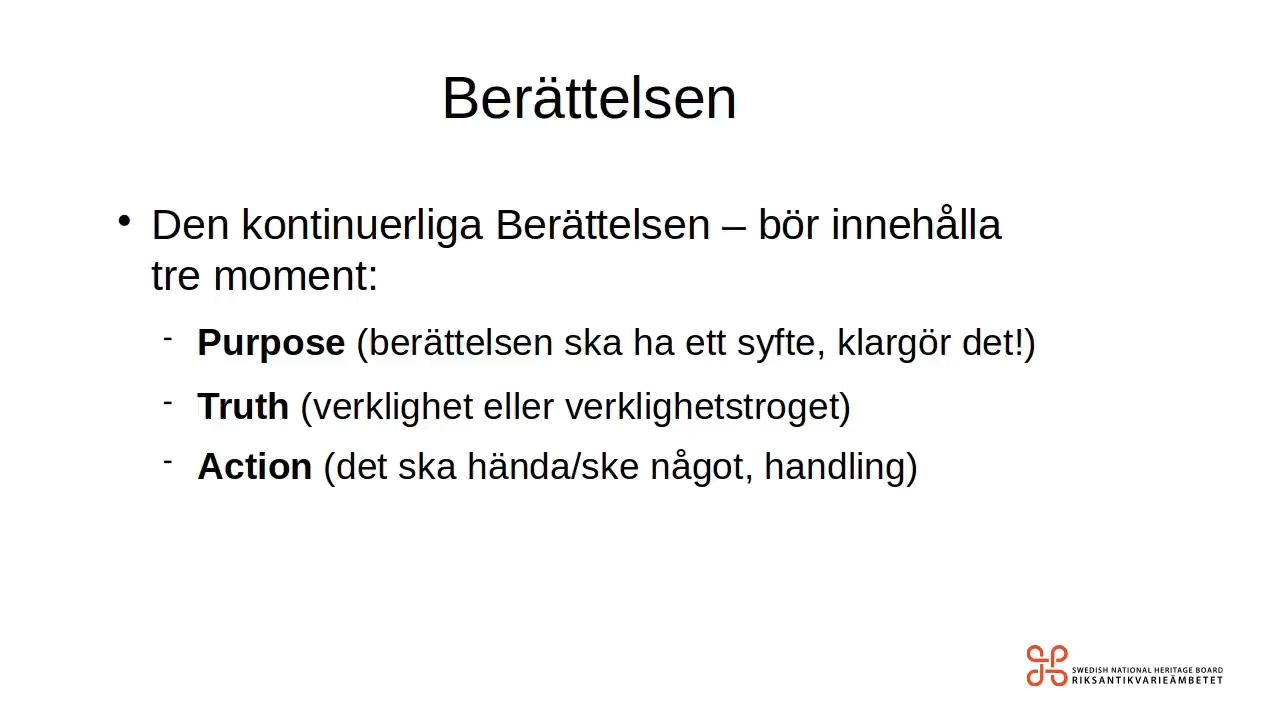 Berättelsen
• Den kontinuerliga Berättelsen – bör innehålla
tre moment:
- Purpose (berättelsen ska ha ett syfte, klargör det!)
- Truth (verklighet eller verklighetstroget)
- Action (det ska hända/ske något, handling)
SWEDISH NATIONAL HERITAGE BOARD
RIKSANTIKVARIEÄMBETET